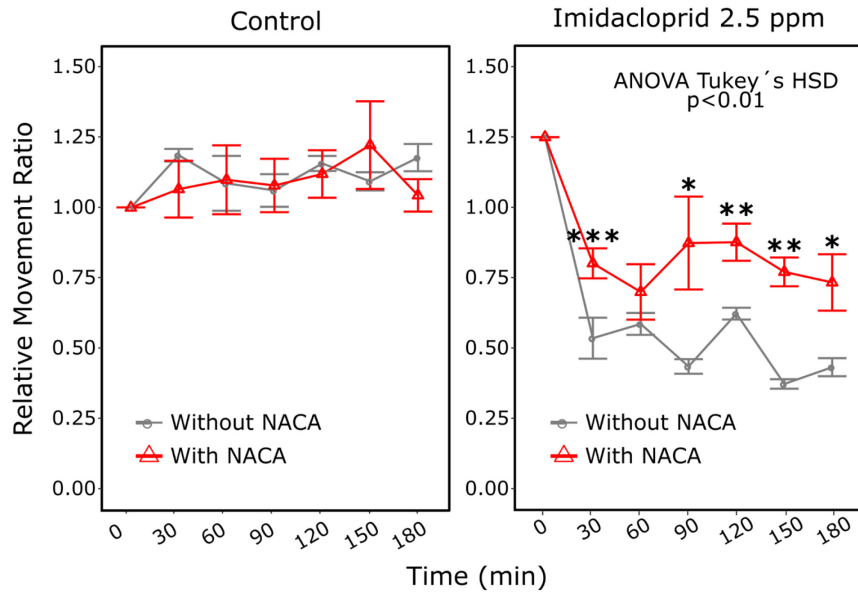 Control
Imidacloprid 2.5 ppm
Relative Movement Ratio
1.50
1.25
1.00
0.75
0.50
0.25
0.00
Without NACA
With NACA
0 30 60 90 120 150 180
1.50
1.25
1.00
0.75
0.50
0.25
0.00
ANOVA Tukey´s HSD
p<0.01
*** * ** ** *
Without NACA
With NACA
0 30 60 90 120 150 180
Time (min)